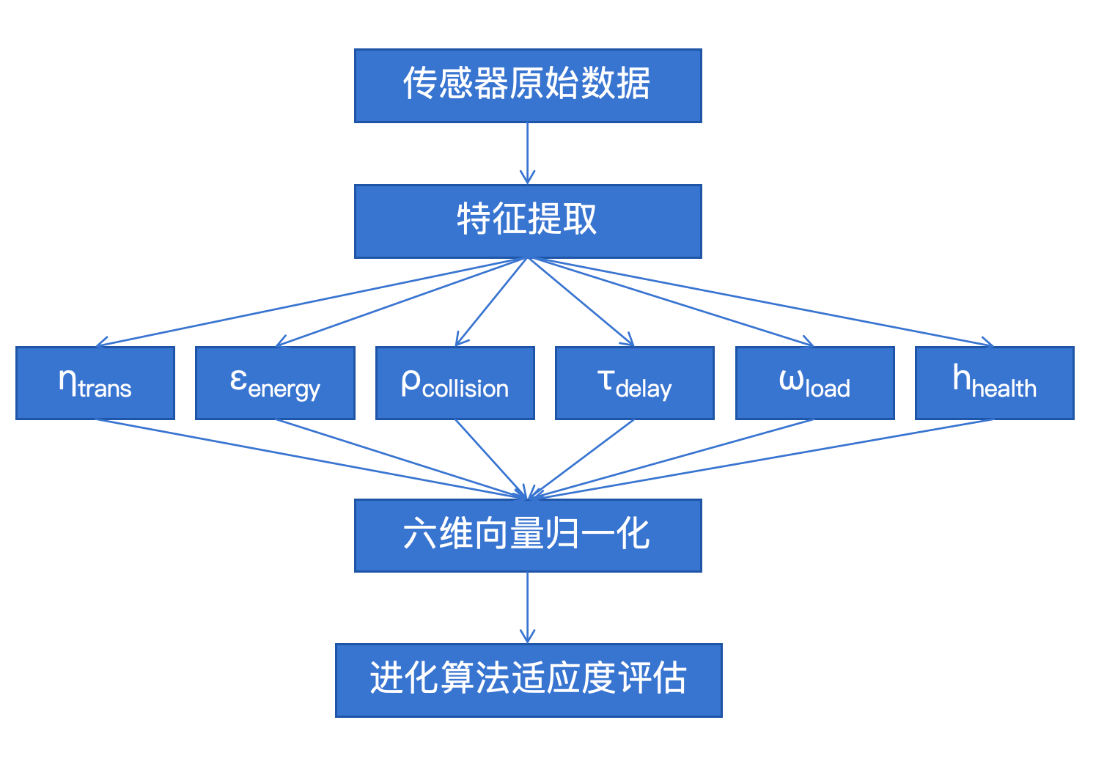 传感器原始数据
特征提取
ηtrans
εenergy
ρcollision
τdelay
ωload
hhealth
六维向量归一化
进化算法适应度评估